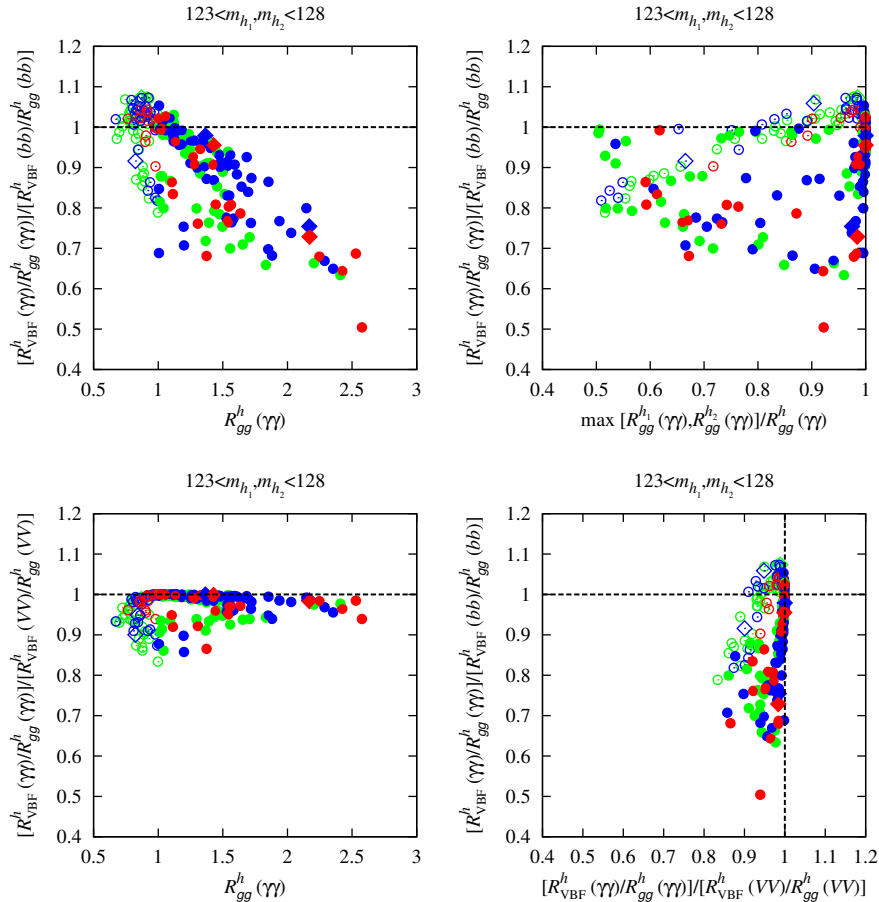 123<m_{h_1},m_{h_2}<128
[R^h_{VBF}(γγ)/R^h_{gg}(γγ)]/[R^h_{VBF}(bb)/R^h_{gg}(bb)]
1.2
1.1
1
0.9
0.8
0.7
0.6
0.5
0.4
0.5 1 1.5 2 2.5 3
R^h_{gg}(γγ)
123<m_{h_1},m_{h_2}<128
[R^h_{VBF}(γγ)/R^h_{gg}(γγ)]/[R^h_{VBF}(bb)/R^h_{gg}(bb)]
1.2
1.1
1
0.9
0.8
0.7
0.6
0.5
0.4
0.4 0.5 0.6 0.7 0.8 0.9 1
max [R^{h_1}_{gg}(γγ),R^{h_2}_{gg}(γγ)]/R^h_{gg}(γγ)
123<m_{h_1},m_{h_2}<128
[R^h_{VBF}(γγ)/R^h_{gg}(γγ)]/[R^h_{VBF}(VV)/R^h_{gg}(VV)]
1.2
1.1
1
0.9
0.8
0.7
0.6
0.5
0.4
0.5 1 1.5 2 2.5 3
R^h_{gg}(γγ)
123<m_{h_1},m_{h_2}<128
[R^h_{VBF}(γγ)/R^h_{gg}(γγ)]/[R^h_{VBF}(bb)/R^h_{gg}(bb)]
1.2
1.1
1
0.9
0.8
0.7
0.6
0.5
0.4
0.4 0.5 0.6 0.7 0.8 0.9 1 1.1 1.2
[R^h_{VBF}(γγ)/R^h_{gg}(γγ)]/[R^h_{VBF}(VV)/R^h_{gg}(VV)]